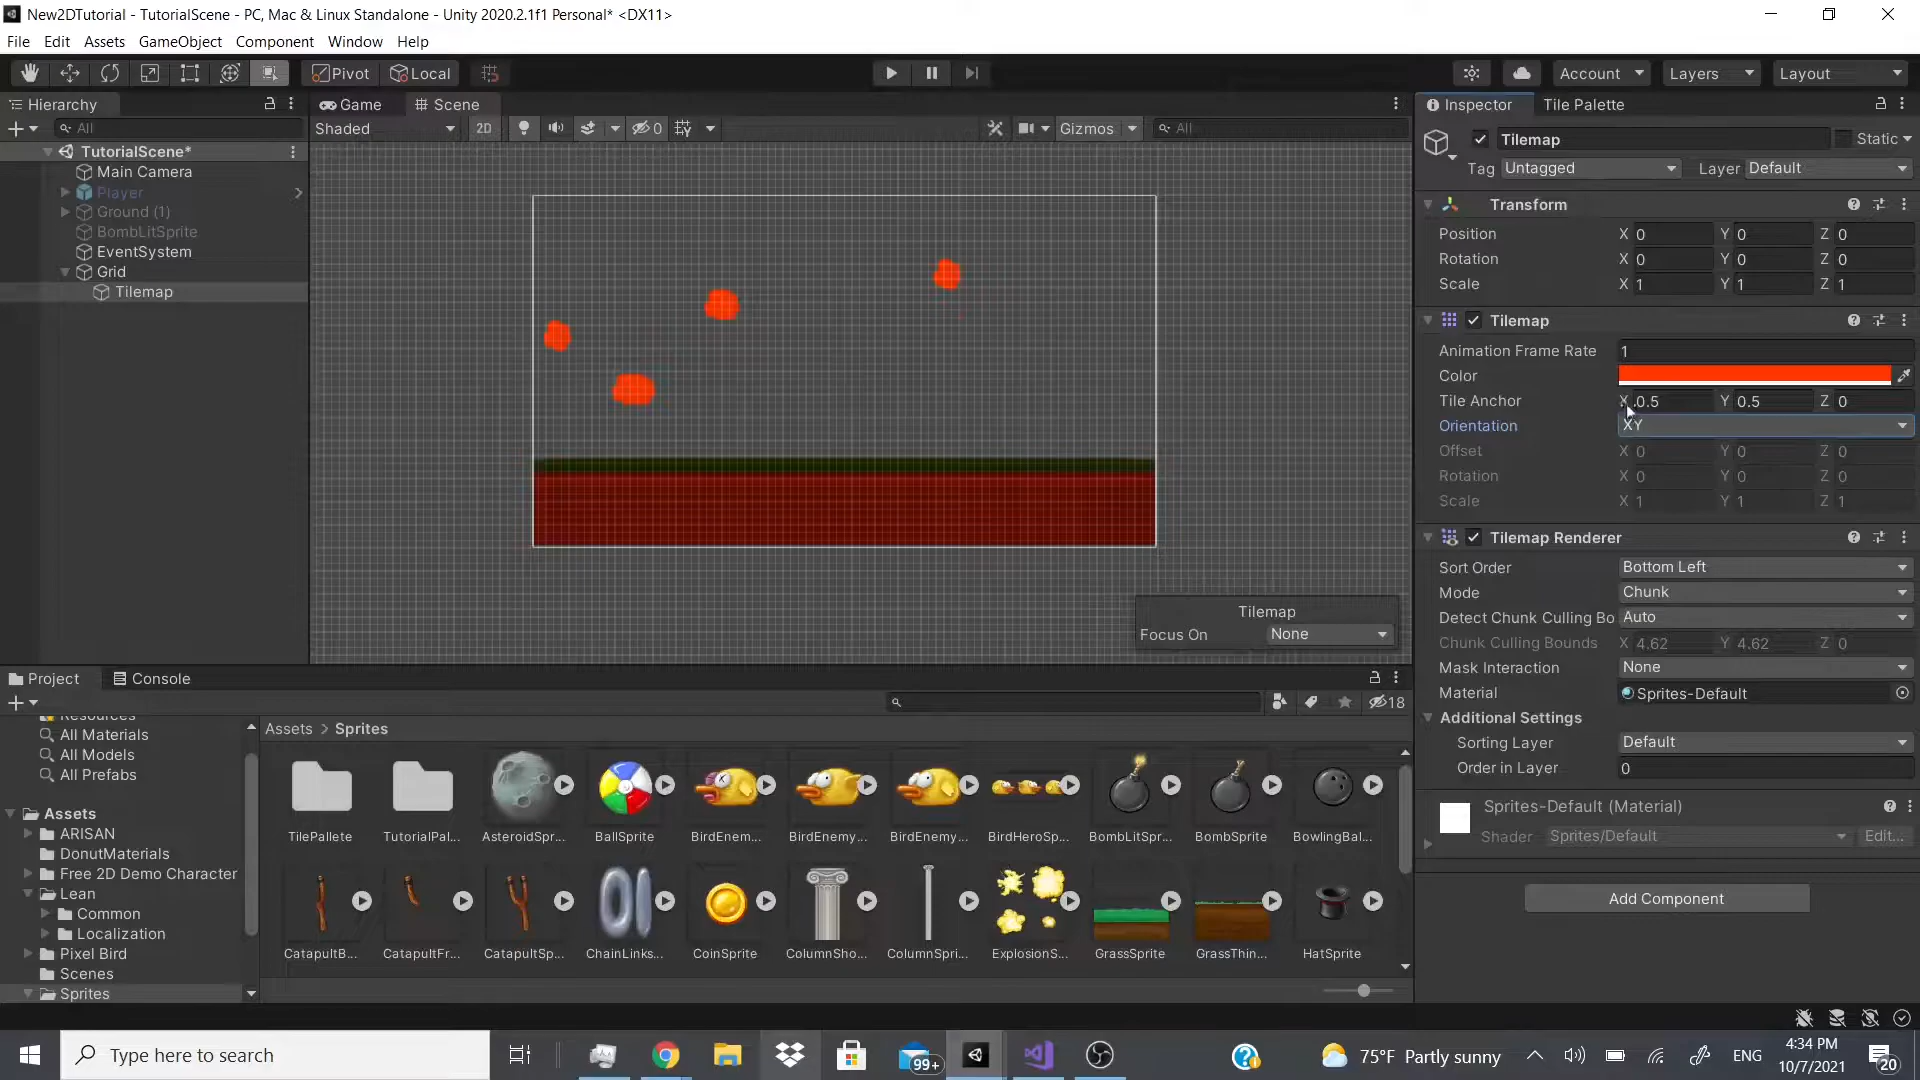 New2DTutorial - TutorialScene - PC, Mac & Linux Standalone - Unity 2020.2.1f1 Personal* <DX11>
File Edit Assets GameObject Component Window Help
Pivot Local Account Layers Layout
Hierarchy
All
TutorialScene*
Main Camera
Player
Ground (1)
BombLitSprite
EventSystem
Grid
Tilemap
Game Scene
Shaded 2D 0 Gizmos All
Tilemap
Focus On None
Inspector Tile Palette
Tilemap Static
Tag Untagged Layer Default
Transform
Position X 0 Y 0 Z 0
Rotation X 0 Y 0 Z 0
Scale X 1 Y 1 Z 1
Tilemap
Animation Frame Rate 1
Color
Tile Anchor X 0.5 Y 0.5 Z 0
Orientation XY
Offset X 0 Y 0 Z 0
Rotation X 0 Y 0 Z 0
Scale X 1 Y 1 Z 1
Tilemap Renderer
Sort Order Bottom Left
Mode Chunk
Detect Chunk Culling Bo Auto
Chunk Culling Bounds X 4.62 Y 4.62 Z 0
Mask Interaction None
Material Sprites-Default
Additional Settings
Sorting Layer Default
Order in Layer 0
Sprites-Default (Material)
Shader Sprites/Default Edit...
Add Component
Project Console
18
Resources
All Materials
All Models
All Prefabs
Assets
ARISAN
DonutMaterials
Free 2D Demo Character
Lean
Common
Localization
Pixel Bird
Scenes
Sprites
Assets > Sprites
TilePallete TutorialPal... AsteroidSpr... BallSprite BirdEnem... BirdEnemy... BirdEnemy... BirdHeroSp... BombLitSpr... BombSprite BowlingBal...
CatapultB... CatapultFr... CatapultSp... ChainLinks... CoinSprite ColumnSho... ColumnSpri... ExplosionS... GrassSprite GrassThin... HatSprite
Type here to search
99+
75°F Partly sunny
ENG
4:34 PM
10/7/2021
20